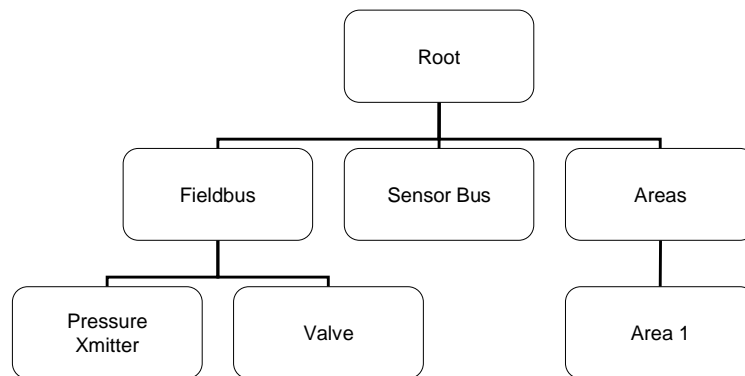 Root
Fieldbus
Sensor Bus
Areas
Pressure
Xmitter
Valve
Area 1